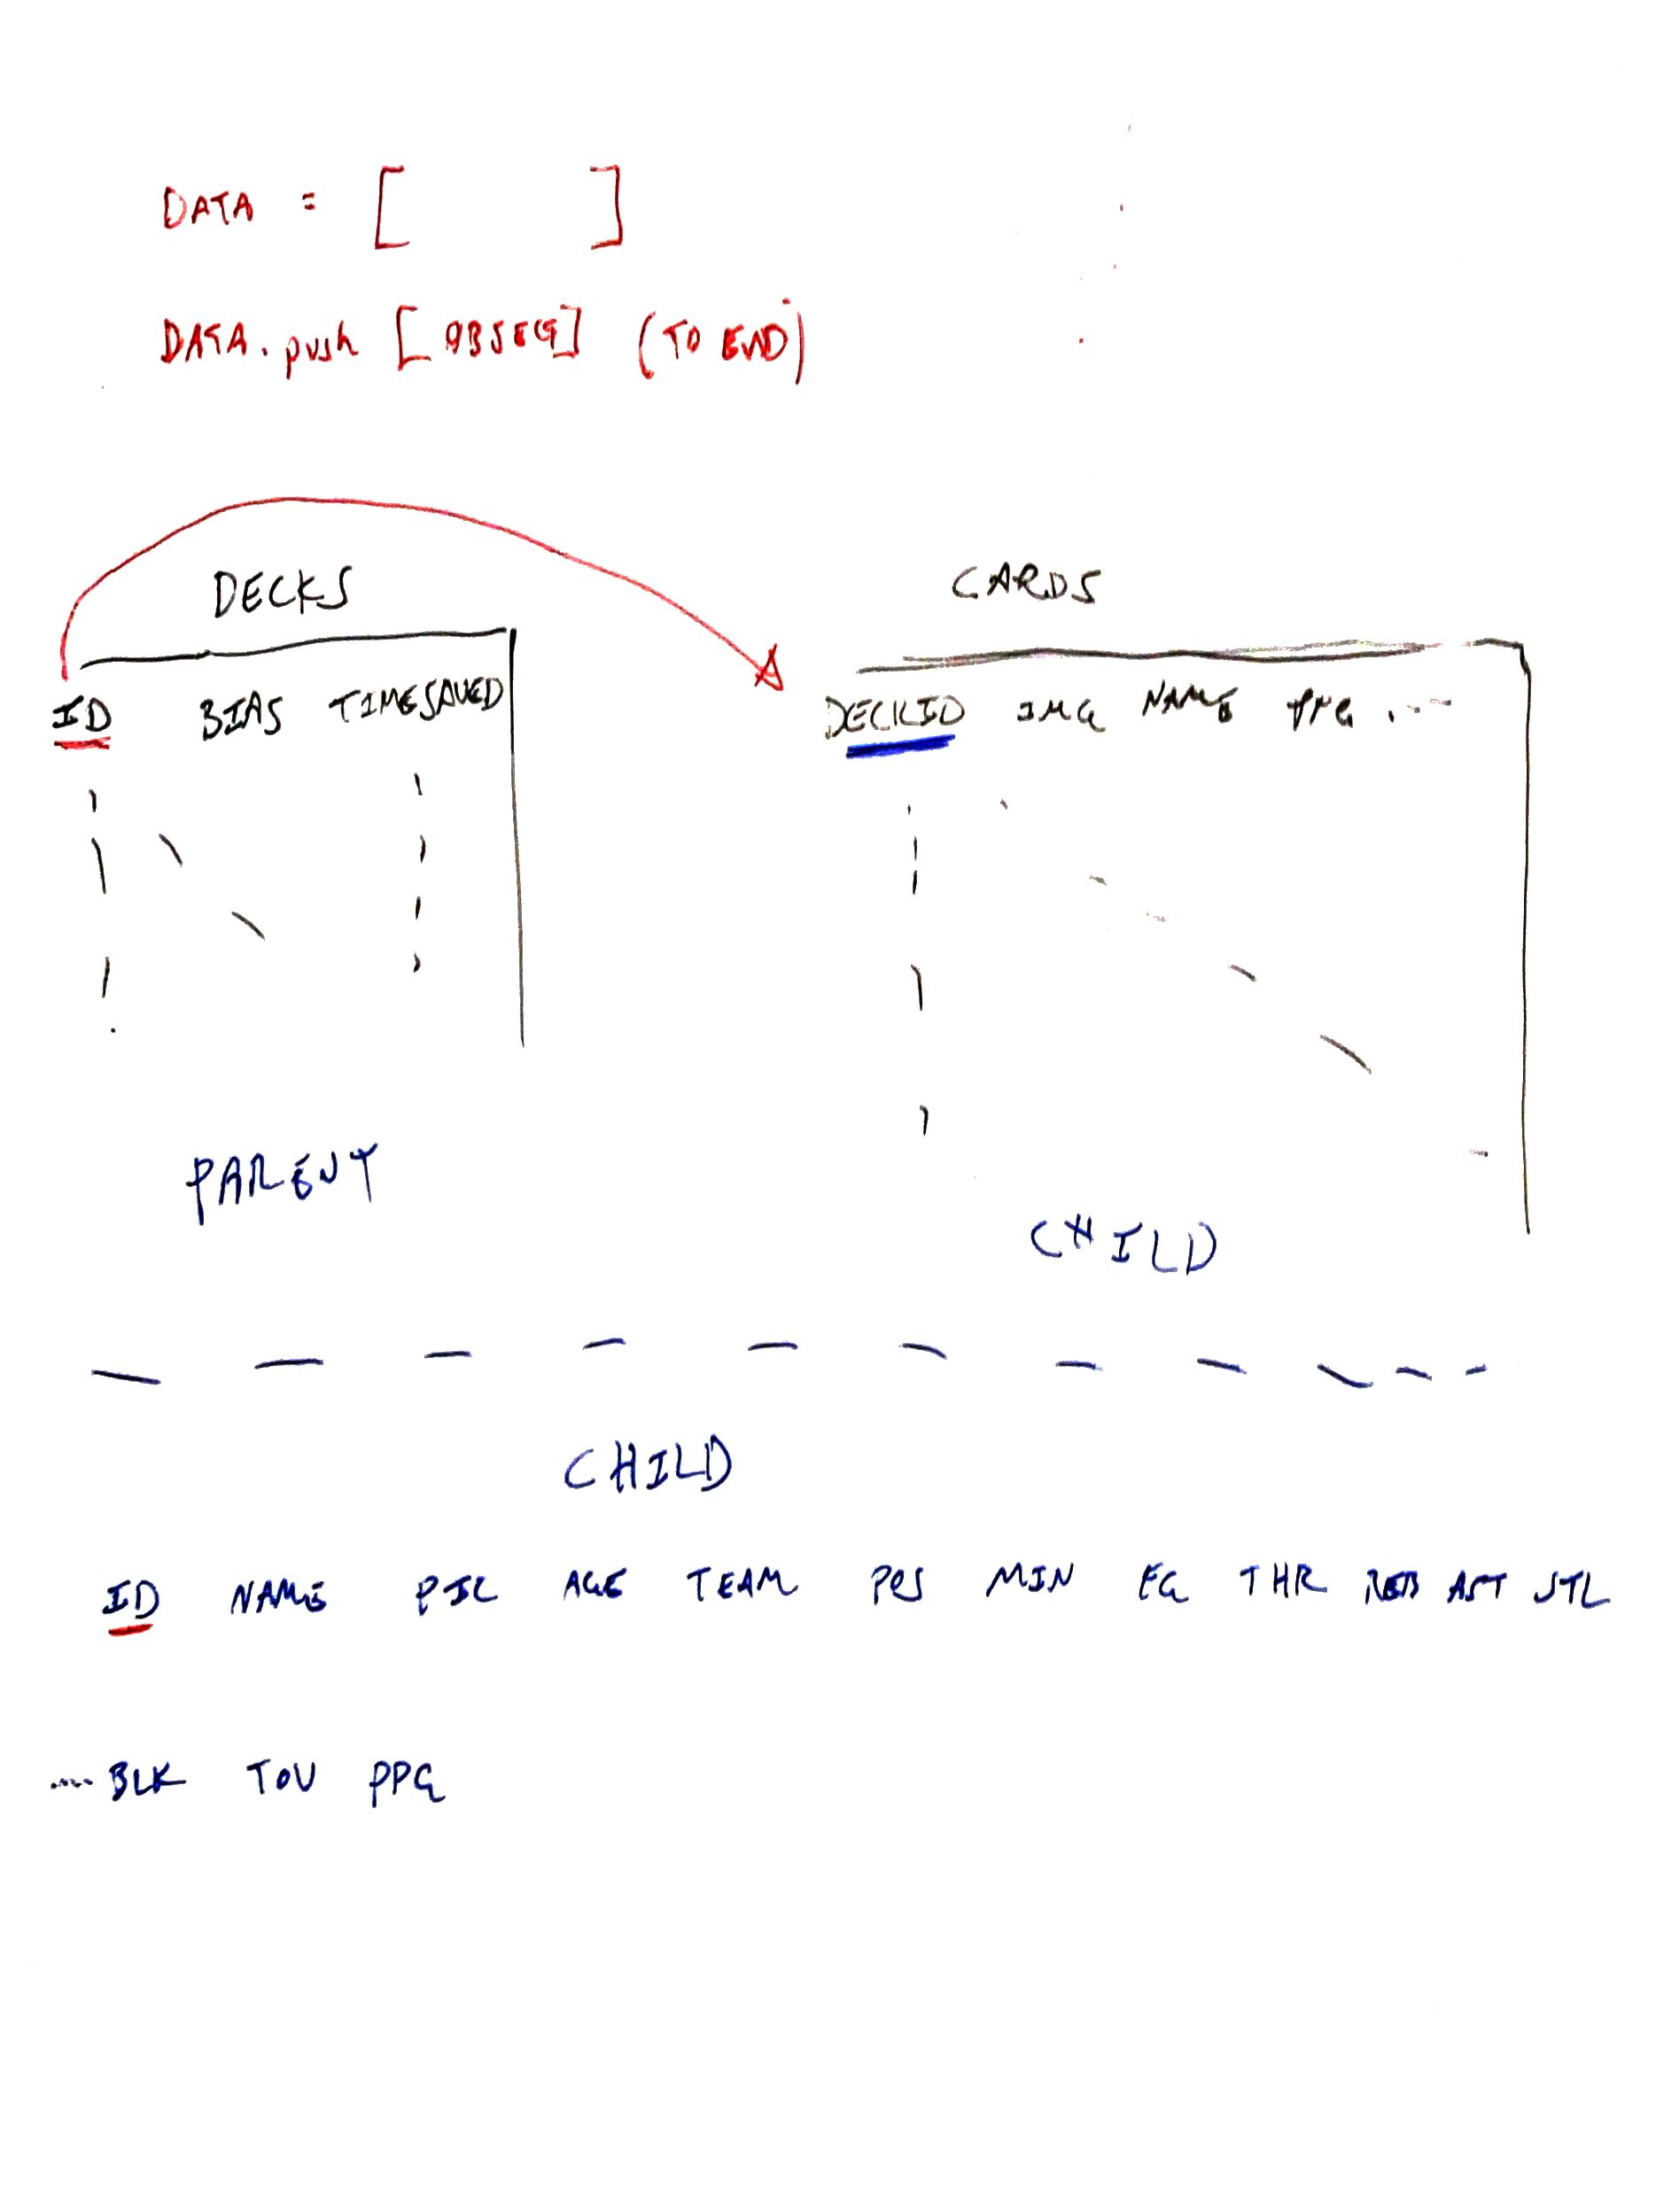 DATA = [ ]
DATA.push [OBJECT] (TO END)
DECKS
CARDS
ID BIAS TIMESAVED
DECKID IMG NAME PPG ....
PARENT
CHILD
CHILD
ID NAME PIC AGE TEAM POS MIN FG THR REB AST STL
.... BLK TOV PPG